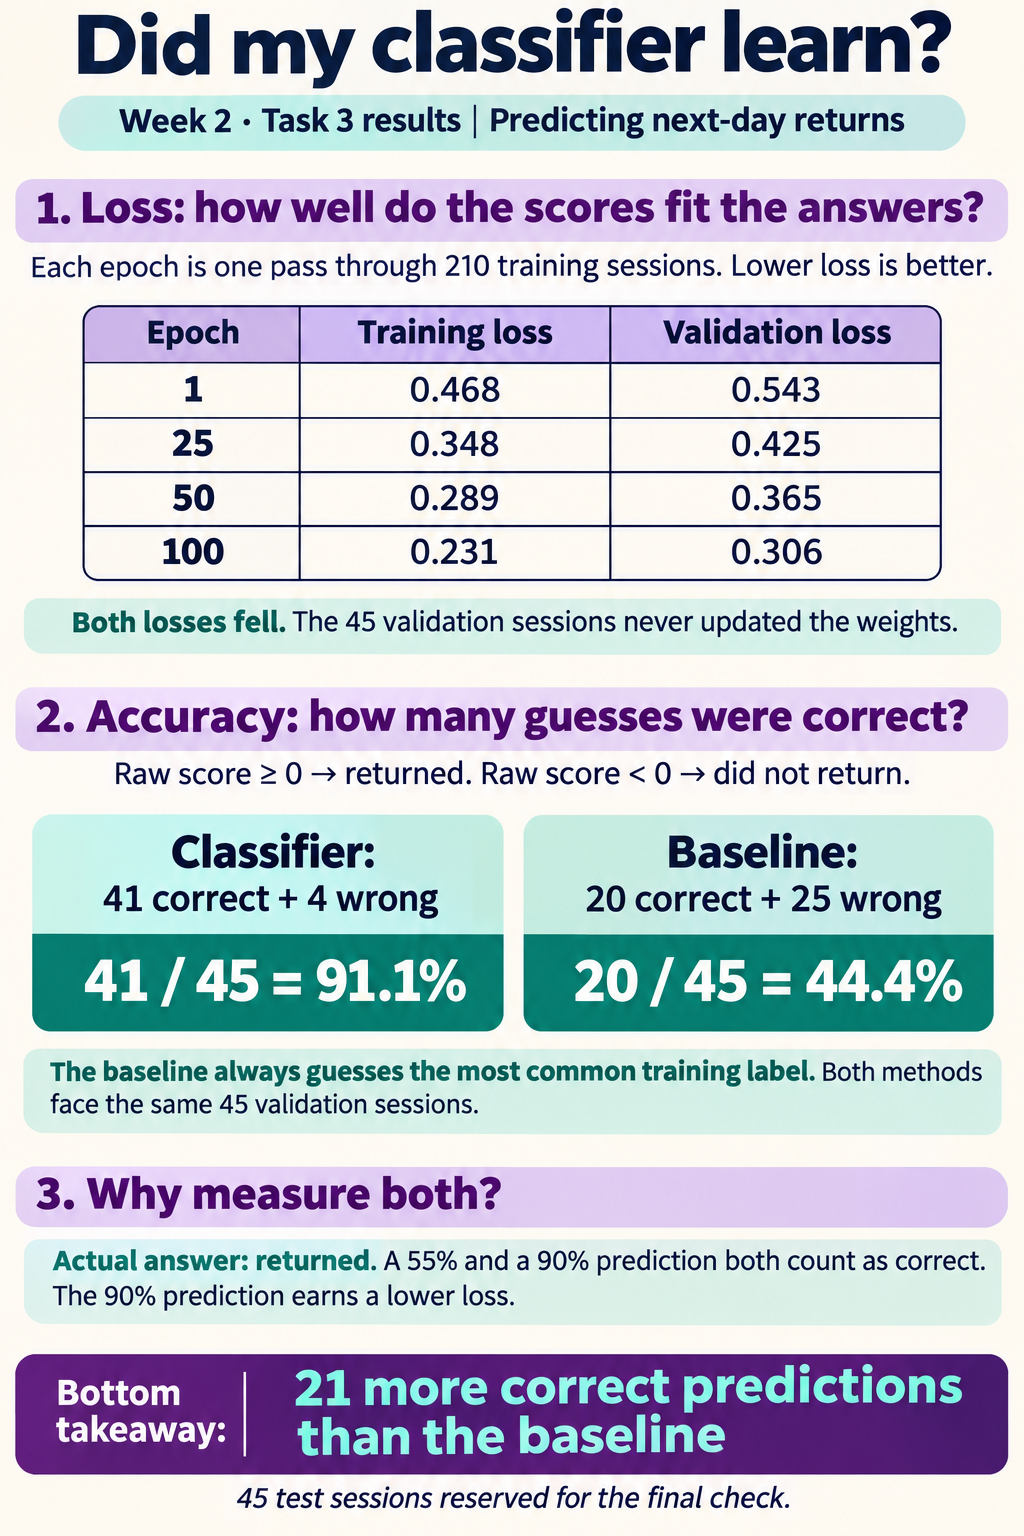 Did my classifier learn?
Week 2 · Task 3 results | Predicting next-day returns
1. Loss: how well do the scores fit the answers?
Each epoch is one pass through 210 training sessions. Lower loss is better.
Epoch Training loss Validation loss
1 0.468 0.543
25 0.348 0.425
50 0.289 0.365
100 0.231 0.306
Both losses fell. The 45 validation sessions never updated the weights.
2. Accuracy: how many guesses were correct?
Raw score ≥ 0 → returned. Raw score < 0 → did not return.
Classifier:
41 correct + 4 wrong
41 / 45 = 91.1%
Baseline:
20 correct + 25 wrong
20 / 45 = 44.4%
The baseline always guesses the most common training label. Both methods
face the same 45 validation sessions.
3. Why measure both?
Actual answer: returned. A 55% and a 90% prediction both count as correct.
The 90% prediction earns a lower loss.
Bottom
takeaway:
21 more correct predictions
than the baseline
45 test sessions reserved for the final check.